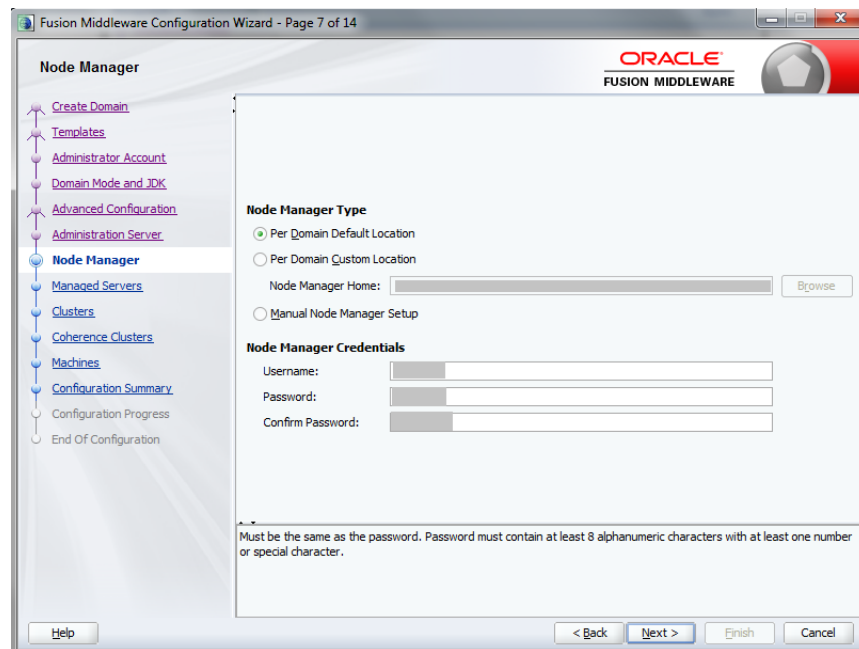 Fusion Middleware Configuration Wizard - Page 7 of 14
Node Manager
ORACLE
FUSION MIDDLEWARE
Create Domain
Templates
Administrator Account
Domain Mode and JDK
Advanced Configuration
Administration Server
Node Manager
Managed Servers
Clusters
Coherence Clusters
Machines
Configuration Summary
Configuration Progress
End Of Configuration
Node Manager Type
Per Domain Default Location
Per Domain Custom Location
Node Manager Home:
Browse
Manual Node Manager Setup
Node Manager Credentials
Username:
Password:
Confirm Password:
Must be the same as the password. Password must contain at least 8 alphanumeric characters with at least one number
or special character.
Help
< Back
Next >
Finish
Cancel